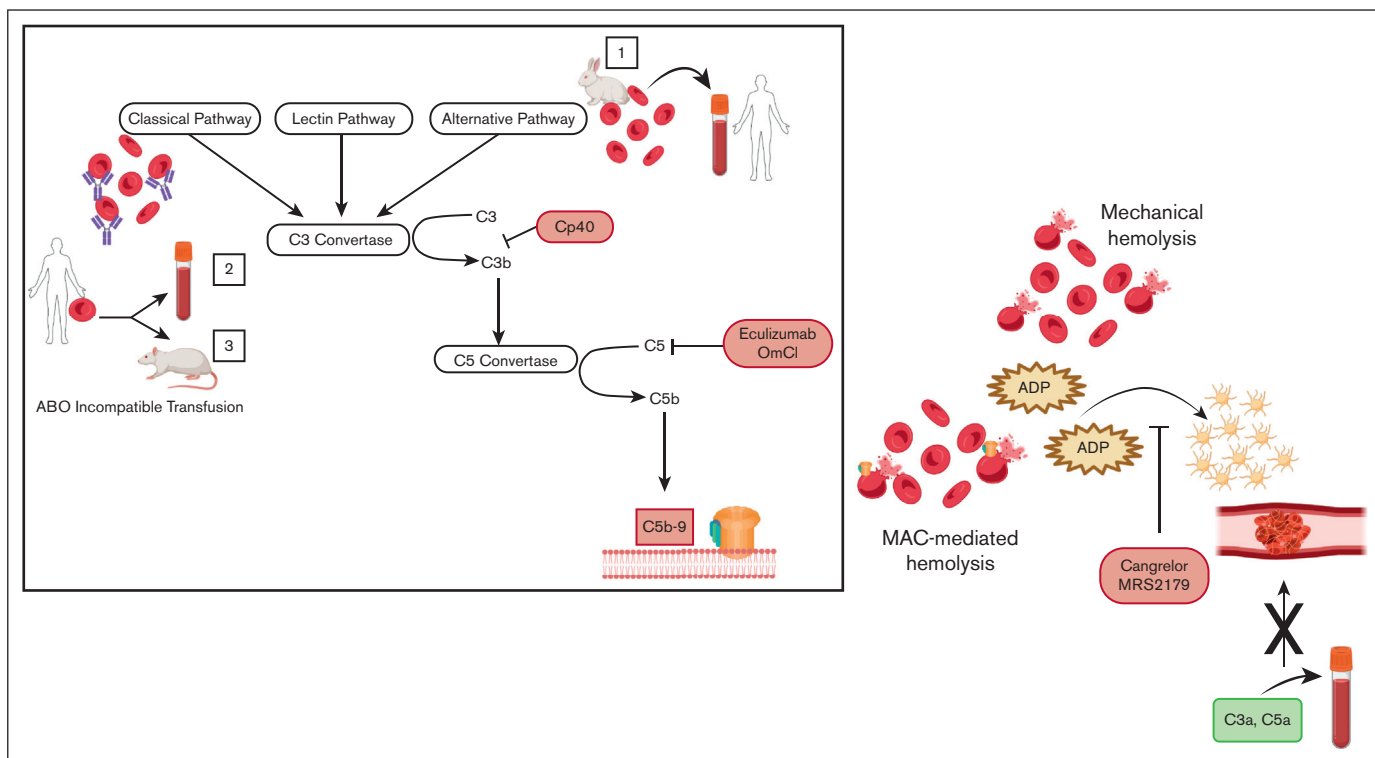 1
Classical Pathway
Lectin Pathway
Alternative Pathway
C3 Convertase
C3
Cp40
C3b
2
3
ABO Incompatible Transfusion
C5 Convertase
C5
Eculizumab
OmCI
C5b
C5b-9
Mechanical
hemolysis
ADP
ADP
MAC-mediated
hemolysis
Cangrelor
MRS2179
X
C3a, C5a